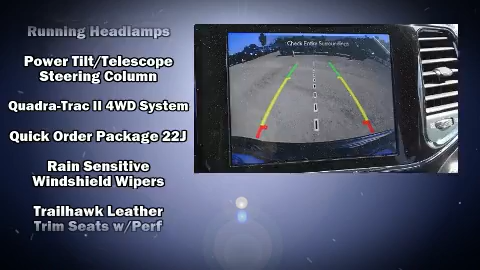 Running Headlamps
Power Tilt/Telescope
Steering Column
Quadra-Trac II 4WD System
Quick Order Package 22J
Rain Sensitive
Windshield Wipers
Trailhawk Leather
Trim Seats w/Perf
Check Entire Surroundings